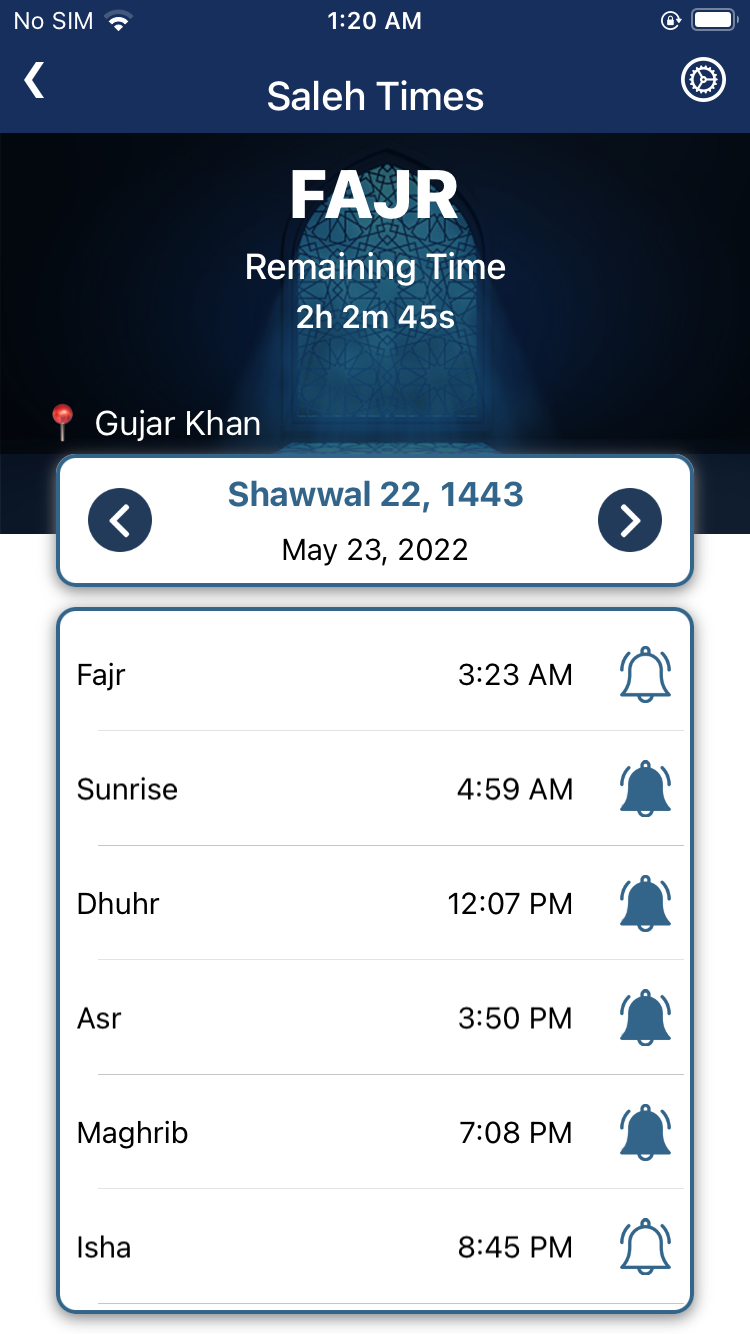 No SIM 1:20 AM
Saleh Times
FAJR
Remaining Time
2h 2m 45s
Gujar Khan
Shawwal 22, 1443
May 23, 2022
Fajr 3:23 AM
Sunrise 4:59 AM
Dhuhr 12:07 PM
Asr 3:50 PM
Maghrib 7:08 PM
Isha 8:45 PM